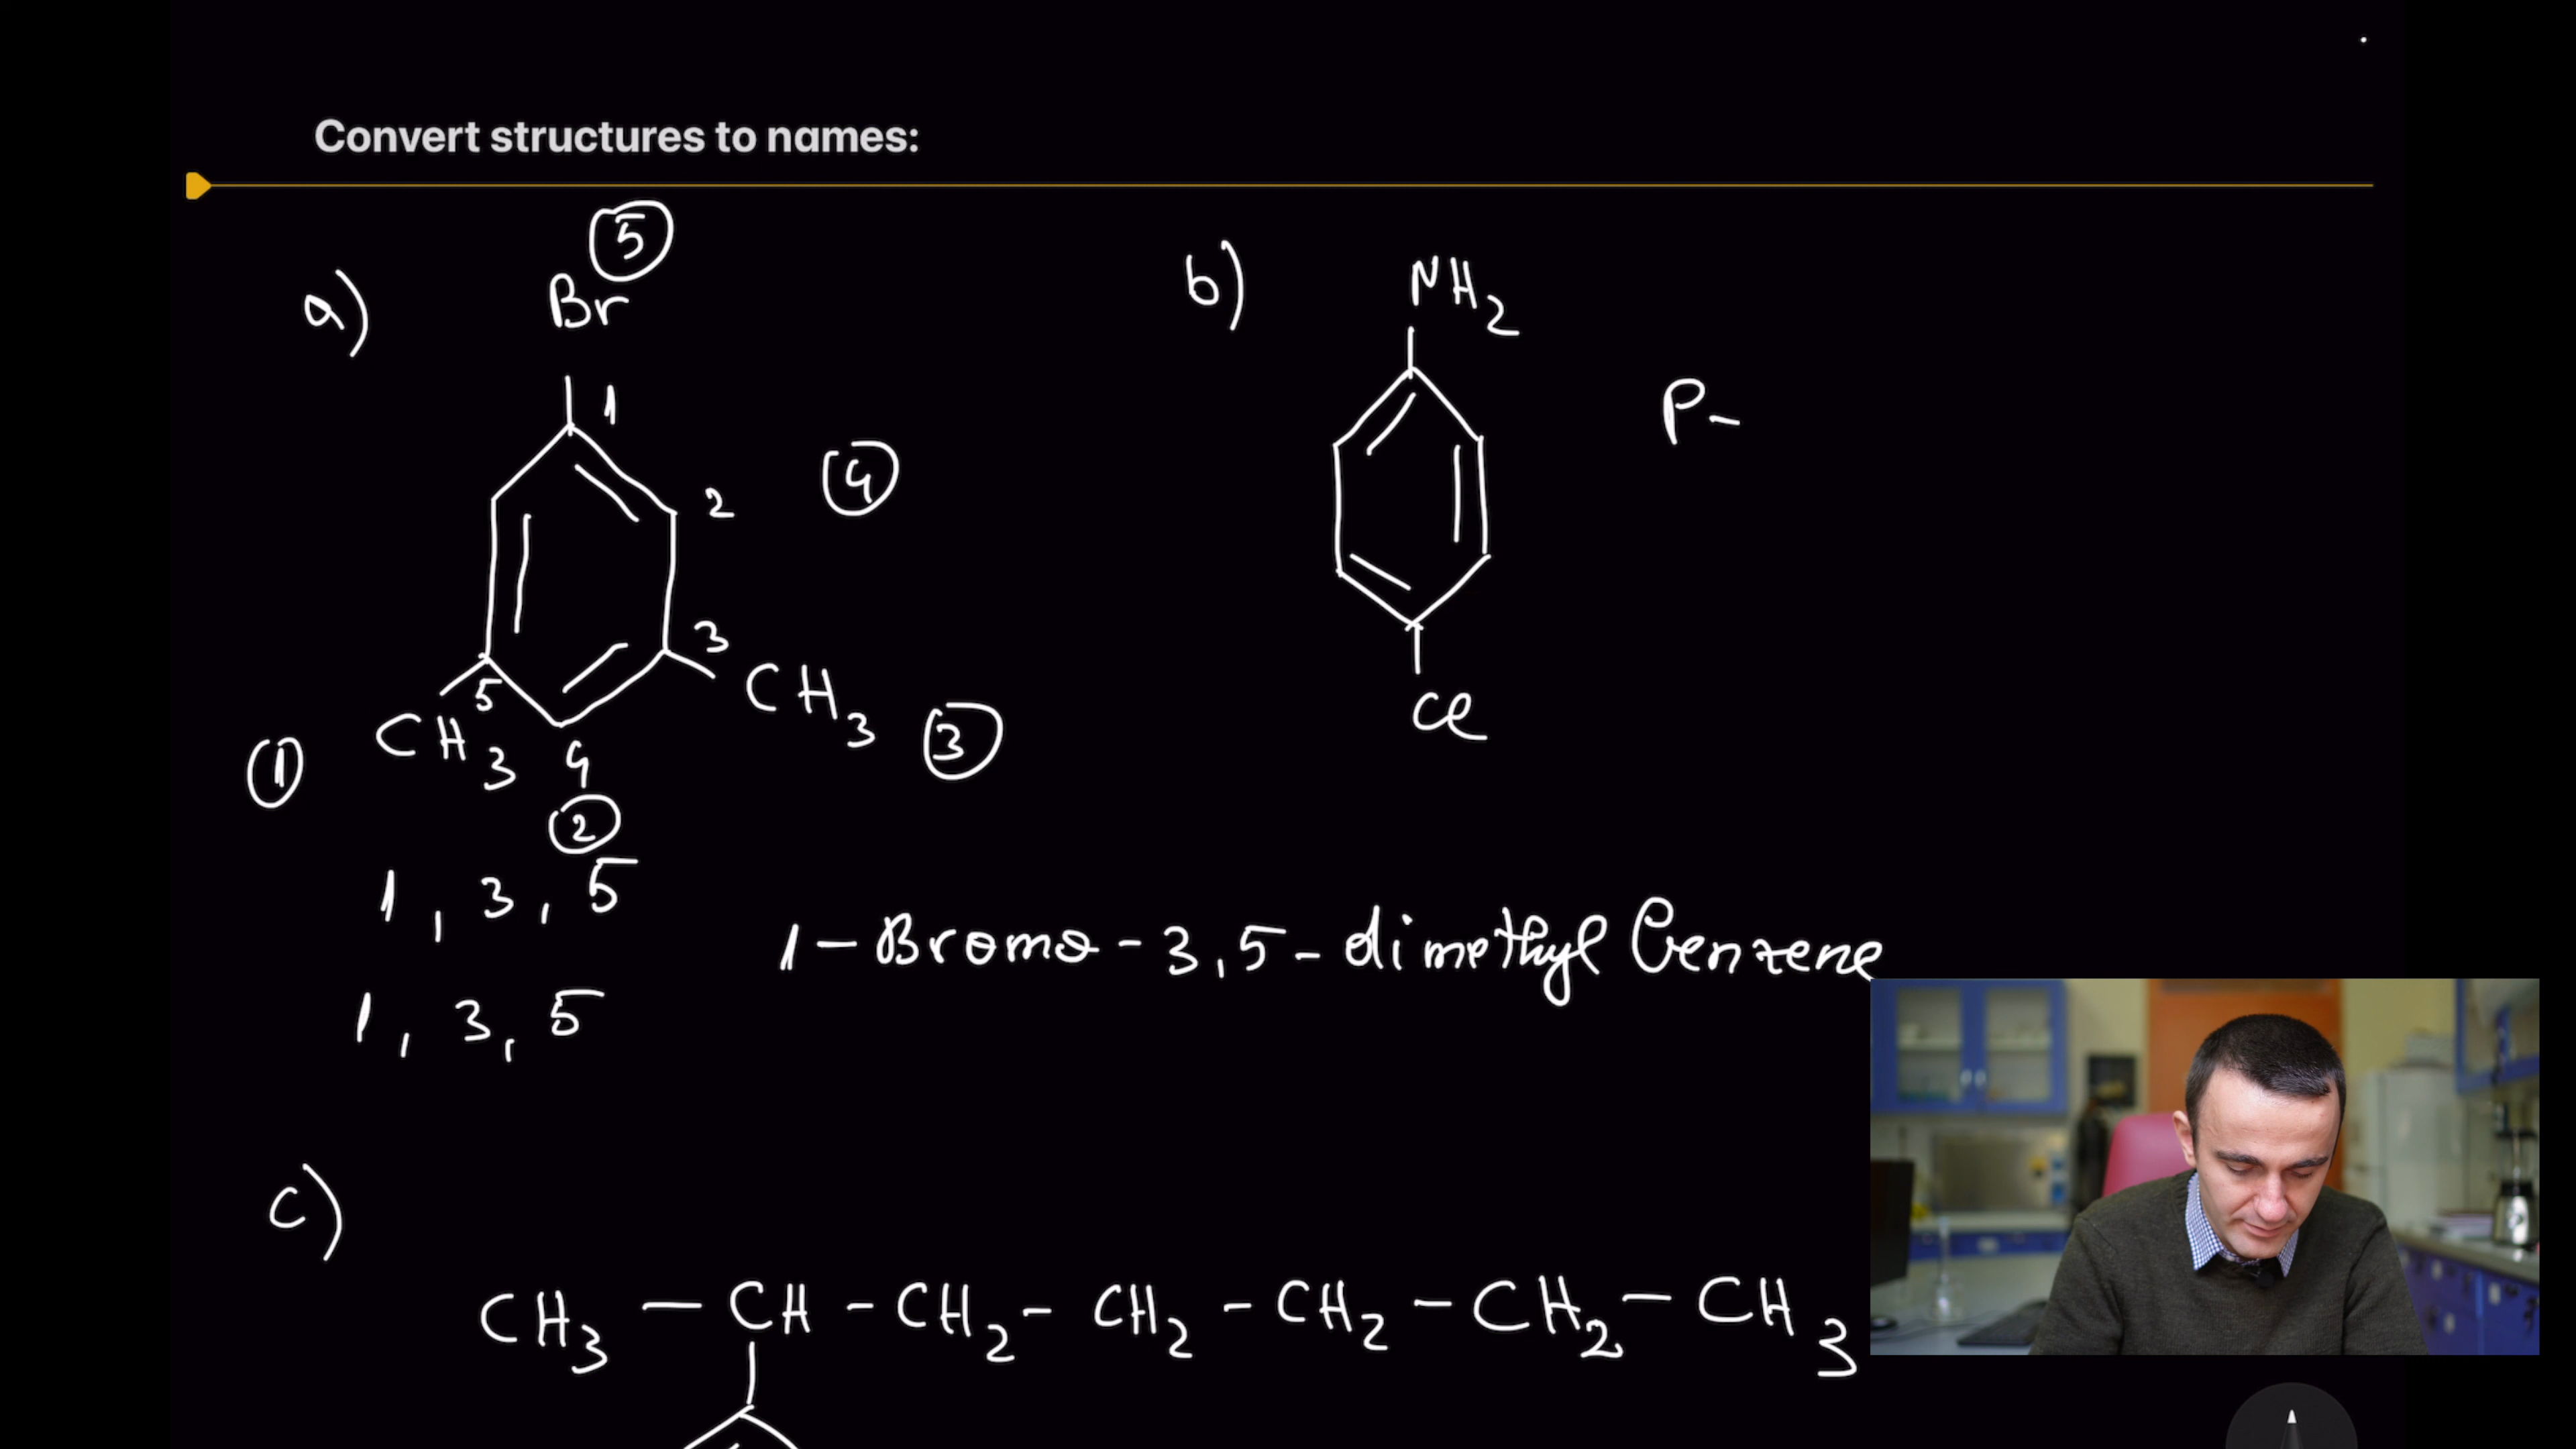 Convert structures to names:
a)
5
Br
1
2
4
3
CH3
3
5
CH3
4
1
2
1, 3, 5
1, 3, 5
1-Bromo-3,5-dimethyl benzene
b)
NH2
P-
Cl
c)
CH3 — CH - CH2 - CH2 - CH2 - CH2 - CH3